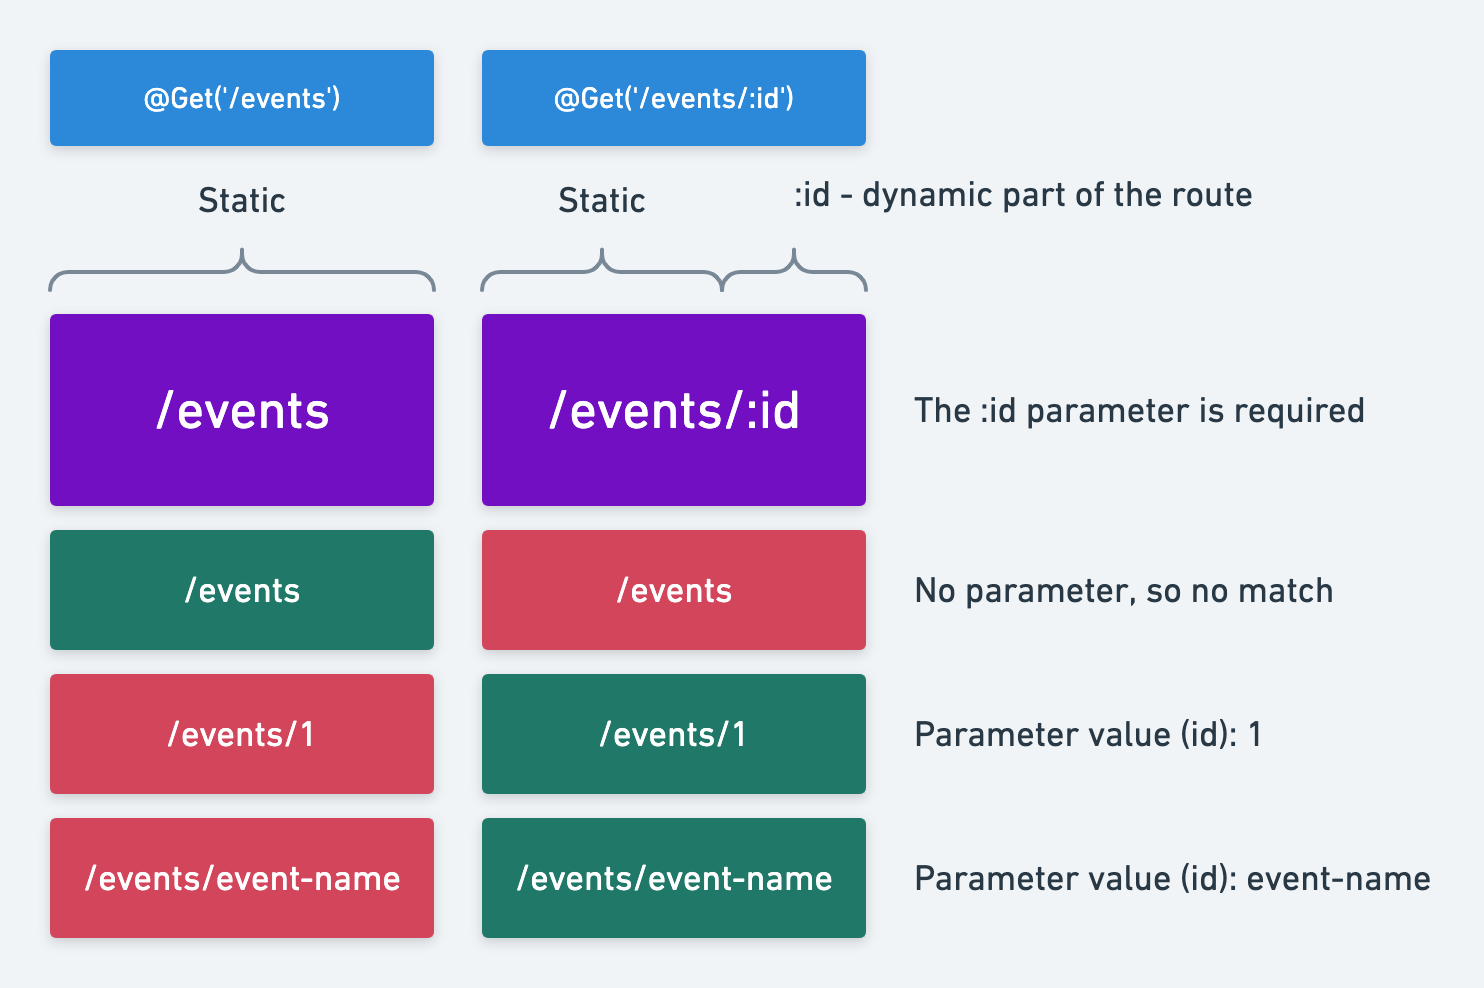 @Get('/events')
@Get('/events/:id')
Static
Static
:id - dynamic part of the route
/events
/events/:id
The :id parameter is required
/events
/events
No parameter, so no match
/events/1
/events/1
Parameter value (id): 1
/events/event-name
/events/event-name
Parameter value (id): event-name